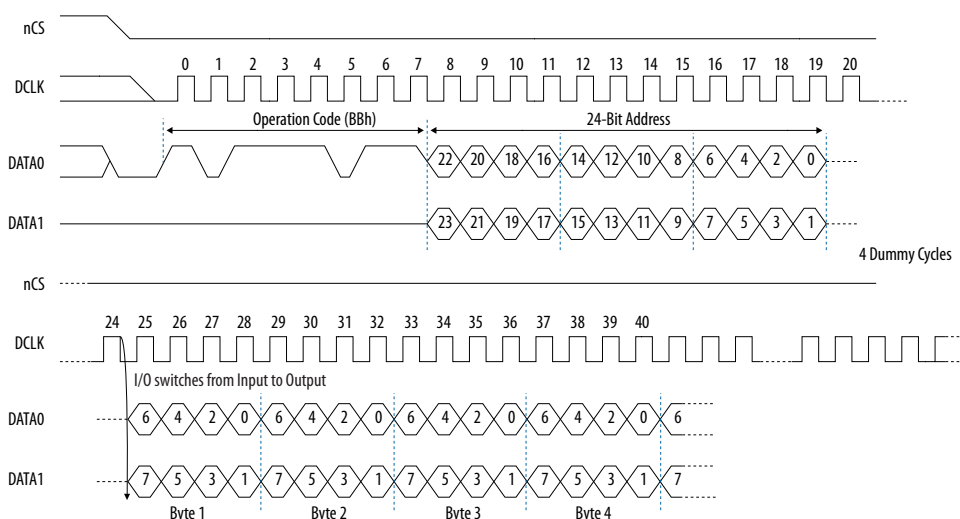 nCS
0 1 2 3 4 5 6 7 8 9 10 11 12 13 14 15 16 17 18 19 20
DCLK
Operation Code (BBh) 24-Bit Address
DATA0 22 20 18 16 14 12 10 8 6 4 2 0
DATA1 23 21 19 17 15 13 11 9 7 5 3 1
4 Dummy Cycles
nCS
24 25 26 27 28 29 30 31 32 33 34 35 36 37 38 39 40
DCLK
I/O switches from Input to Output
DATA0 6 4 2 0 6 4 2 0 6 4 2 0 6 4 2 0 6
DATA1 7 5 3 1 7 5 3 1 7 5 3 1 7 5 3 1 7
Byte 1 Byte 2 Byte 3 Byte 4